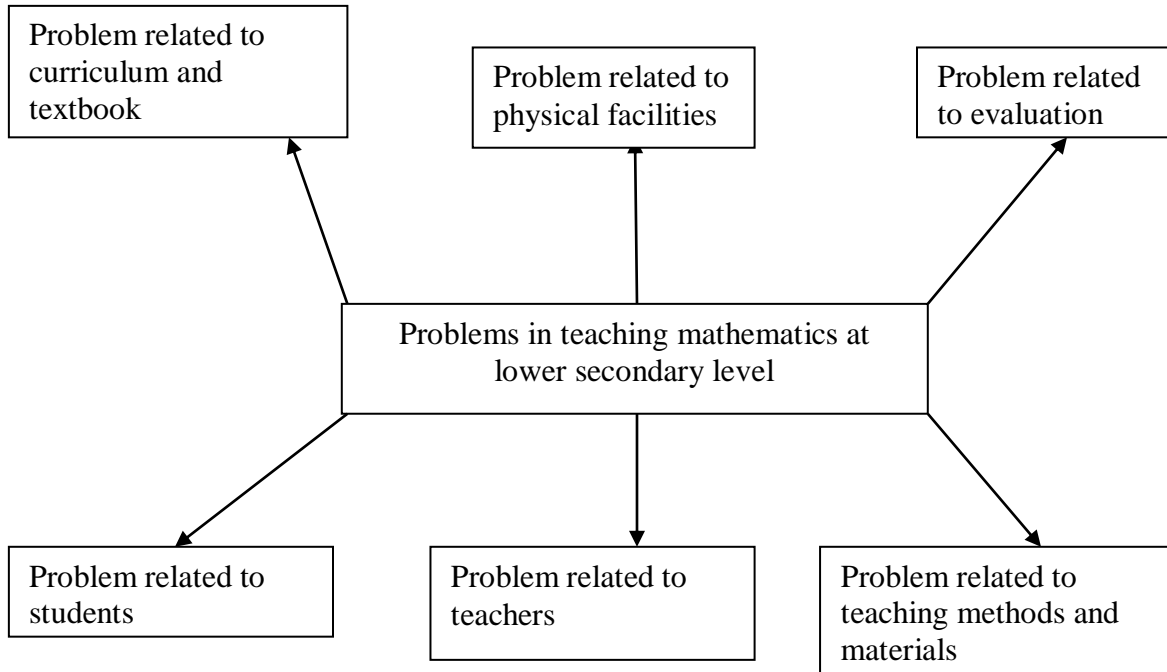 Problem related to
curriculum and
textbook
Problem related to
physical facilities
Problem related
to evaluation
Problems in teaching mathematics at
lower secondary level
Problem related to
students
Problem related to
teachers
Problem related to
teaching methods and
materials